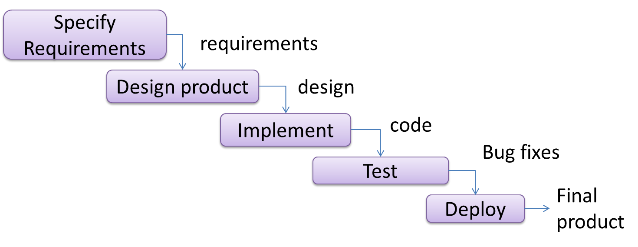 Specify
Requirements
requirements
Design product
design
Implement
code
Test
Bug fixes
Deploy
Final
product